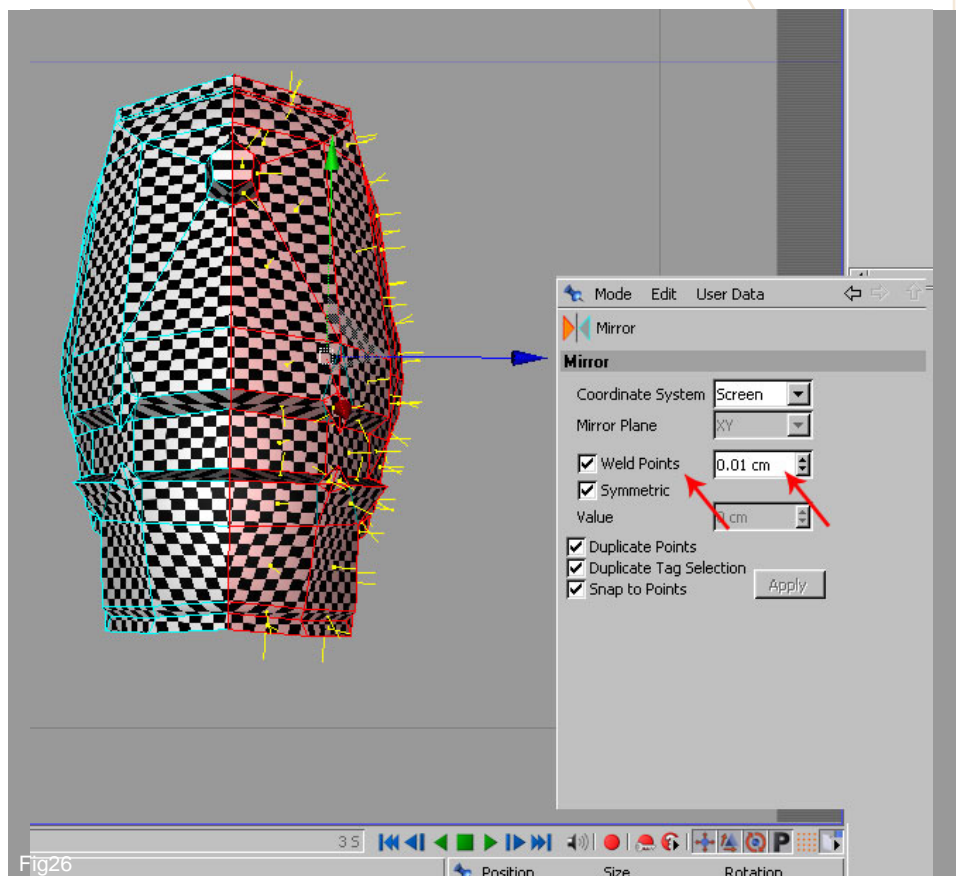 Mode Edit User Data
Mirror
Mirror
Coordinate System Screen
Mirror Plane XY
Weld Points 0.01 cm
Symmetric
Value 0 cm
Duplicate Points
Duplicate Tag Selection
Snap to Points Apply
3 S
P
Fig26
Position Size Rotation